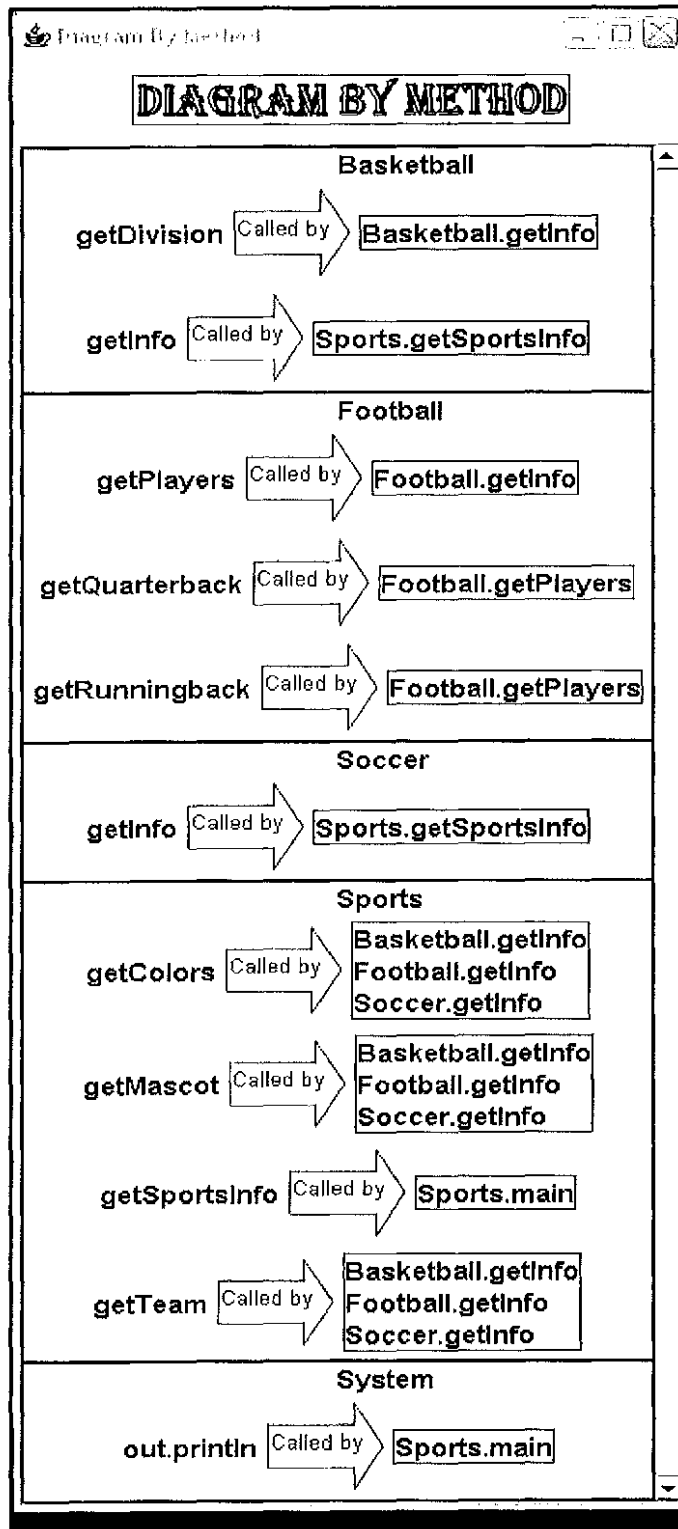 Diagram By Method
DIAGRAM BY METHOD
Basketball
getDivision Called by Basketball.getInfo
getInfo Called by Sports.getSportsInfo
Football
getPlayers Called by Football.getInfo
getQuarterback Called by Football.getPlayers
getRunningback Called by Football.getPlayers
Soccer
getInfo Called by Sports.getSportsInfo
Sports
getColors Called by Basketball.getInfo
Football.getInfo
Soccer.getInfo
getMascot Called by Basketball.getInfo
Football.getInfo
Soccer.getInfo
getSportsInfo Called by Sports.main
getTeam Called by Basketball.getInfo
Football.getInfo
Soccer.getInfo
System
out.println Called by Sports.main